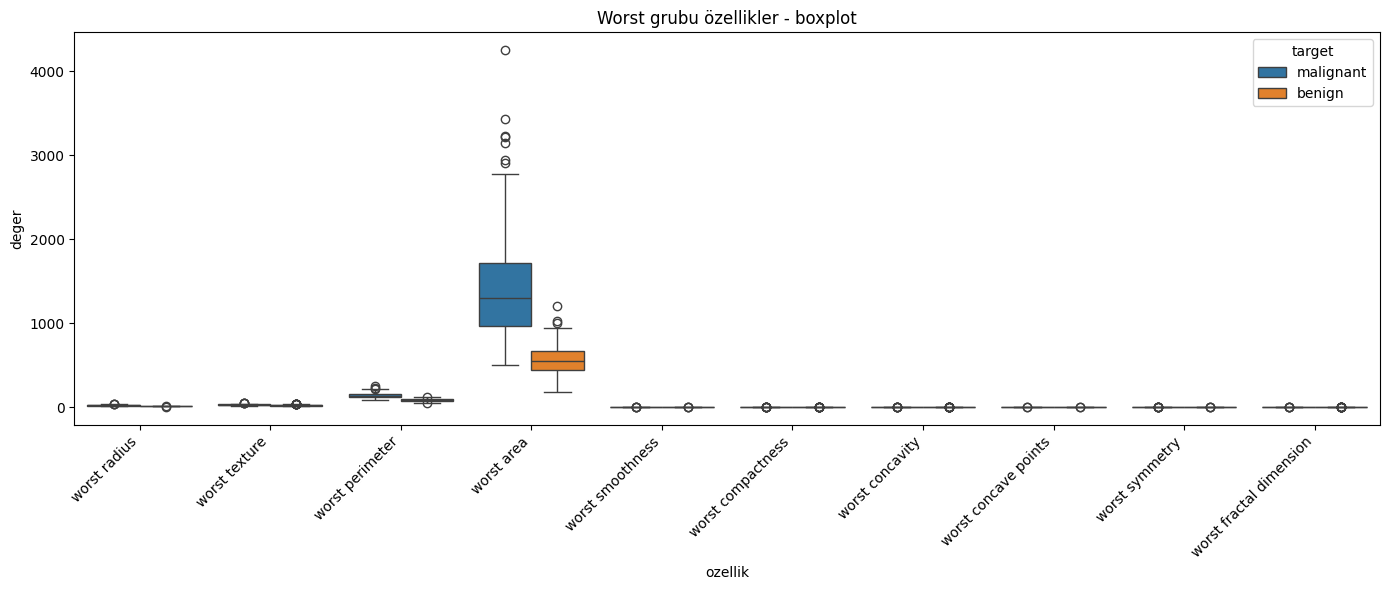 Worst grubu özellikler - boxplot
target
malignant
benign
deger
4000
3000
2000
1000
0
worst radius
worst texture
worst perimeter
worst area
worst smoothness
worst compactness
worst concavity
worst concave points
worst symmetry
worst fractal dimension
ozellik